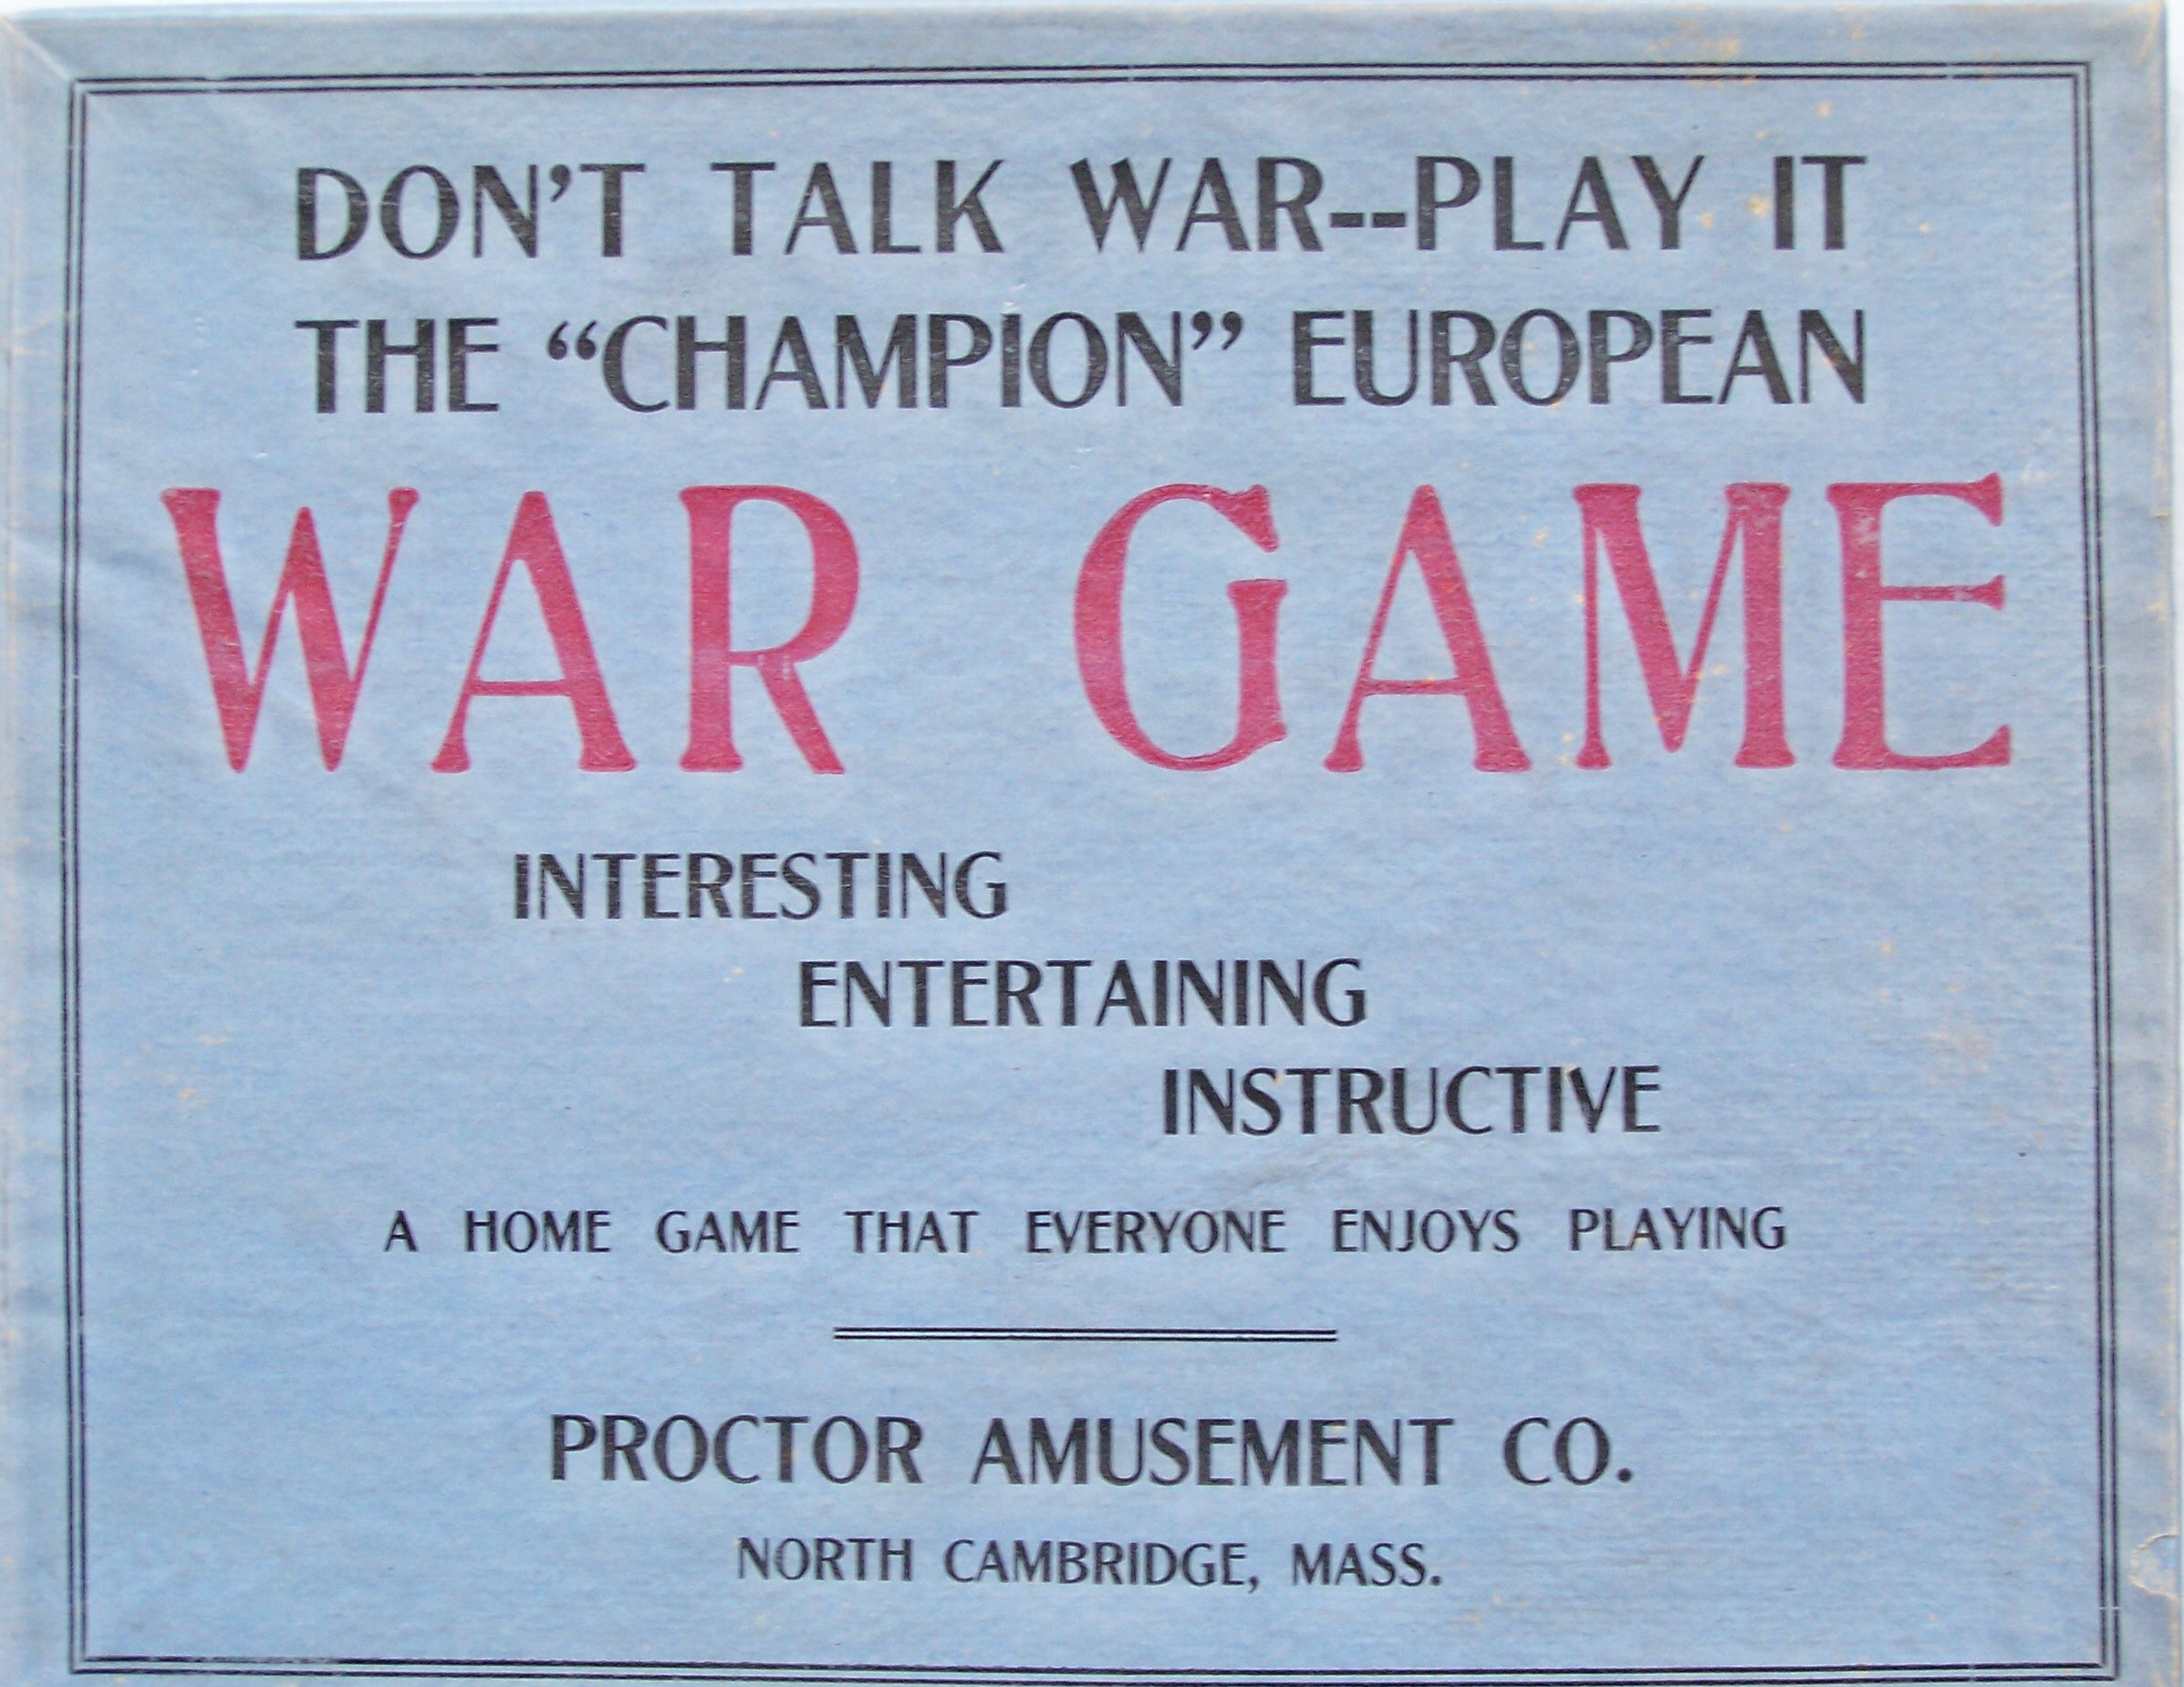 DON'T TALK WAR--PLAY IT
THE “CHAMPION” EUROPEAN
WAR GAME
INTERESTING
ENTERTAINING
INSTRUCTIVE
A HOME GAME THAT EVERYONE ENJOYS PLAYING
PROCTOR AMUSEMENT CO.
NORTH CAMBRIDGE, MASS.